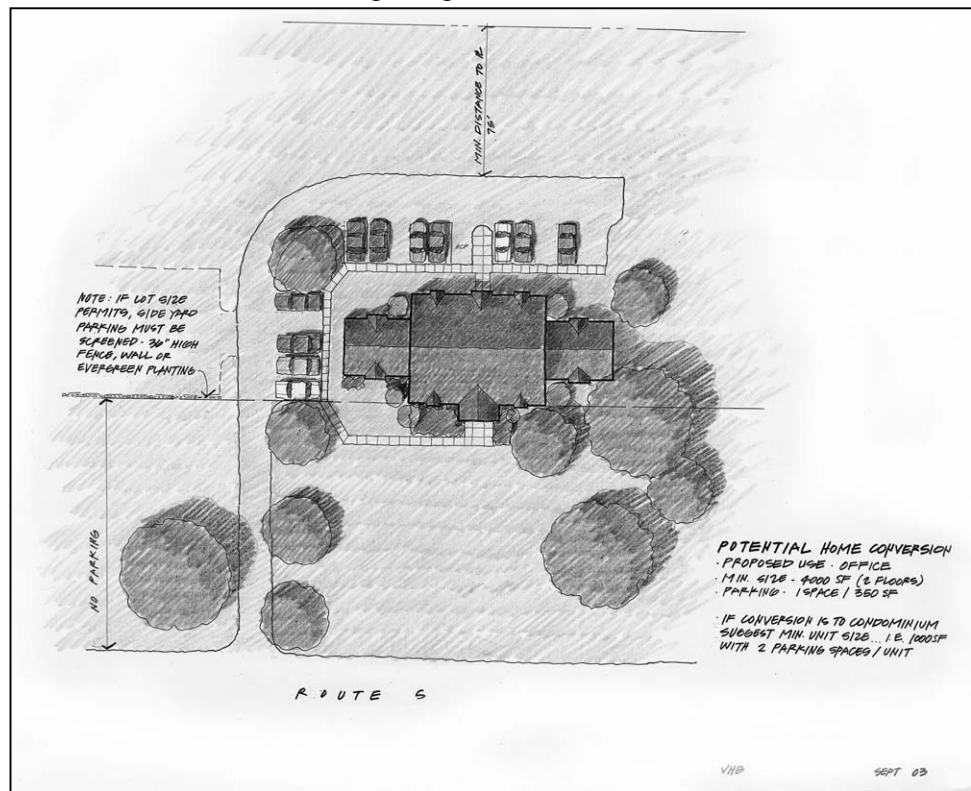 MIN. DISTANCE TO PL
75'
NOTE: IF LOT SIZE
PERMITS, SIDE YARD
PARKING MUST BE
SCREENED - 36" HIGH
FENCE, WALL OR
EVERGREEN PLANTING
HCP
NO PARKING
POTENTIAL HOME CONVERSION
· PROPOSED USE - OFFICE
· MIN. SIZE - 4000 SF (2 FLOORS)
· PARKING - 1 SPACE / 350 SF
· IF CONVERSION IS TO CONDOMINIUM
SUGGEST MIN. UNIT SIZE... I.E. 1000SF
WITH 2 PARKING SPACES / UNIT
ROUTE 5
VHB
SEPT 03